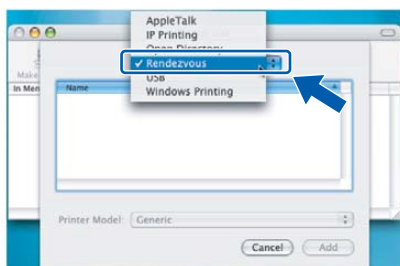 AppleTalk
IP Printing
Open Directory
✓ Rendezvous
USB
Windows Printing
Make
In Men
Name
Printer Model: Generic
Cancel Add